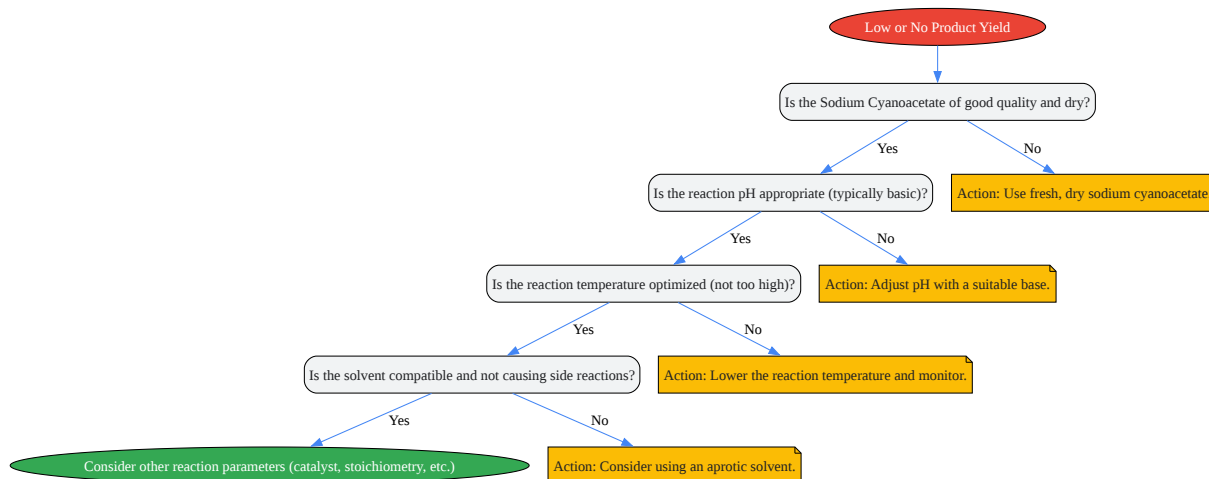 Low or No Product Yield
Is the Sodium Cyanoacetate of good quality and dry?
Yes
No
Is the reaction pH appropriate (typically basic)?
Action: Use fresh, dry sodium cyanoacetate
Yes
No
Is the reaction temperature optimized (not too high)?
Action: Adjust pH with a suitable base.
Yes
No
Is the solvent compatible and not causing side reactions?
Action: Lower the reaction temperature and monitor.
Yes
No
Consider other reaction parameters (catalyst, stoichiometry, etc.)
Action: Consider using an aprotic solvent.